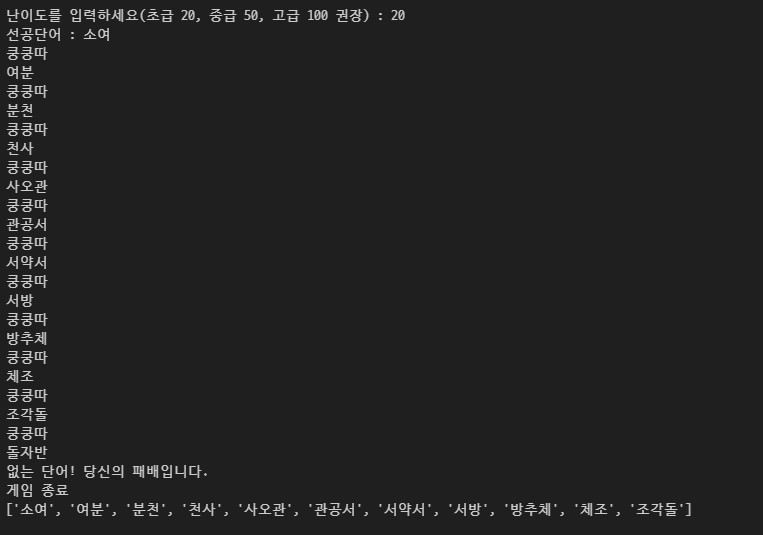 난이도를 입력하세요(초급 20, 중급 50, 고급 100 권장) : 20
선공단어 : 소여
쿵쿵따
여분
쿵쿵따
분천
쿵쿵따
천사
쿵쿵따
사오관
쿵쿵따
관공서
쿵쿵따
서약서
쿵쿵따
서방
쿵쿵따
방추체
쿵쿵따
체조
쿵쿵따
조각돌
쿵쿵따
돌자반
없는 단어! 당신의 패배입니다.
게임 종료
['소여', '여분', '분천', '천사', '사오관', '관공서', '서약서', '서방', '방추체', '체조', '조각돌']